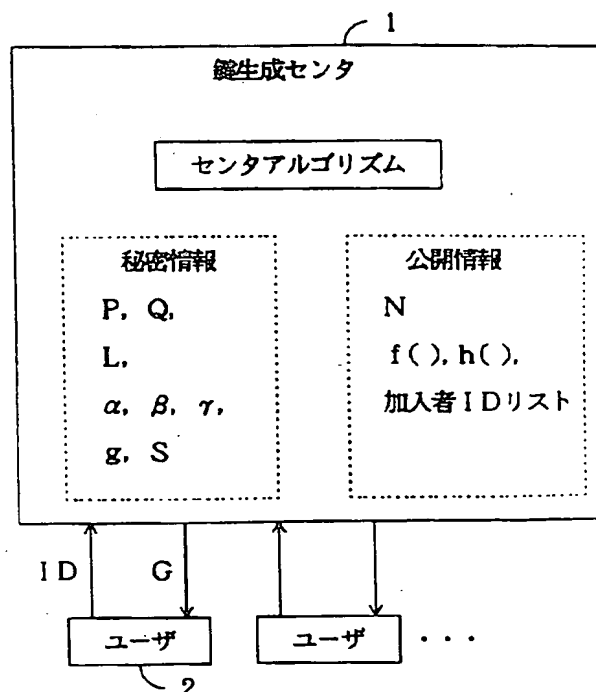 1
鍵生成センタ
センタアルゴリズム
秘密情報
P, Q,
L,
α, β, γ,
g, S
公開情報
N
f( ), h( ),
加入者IDリスト
ID G
ユーザ ユーザ ・・・
2